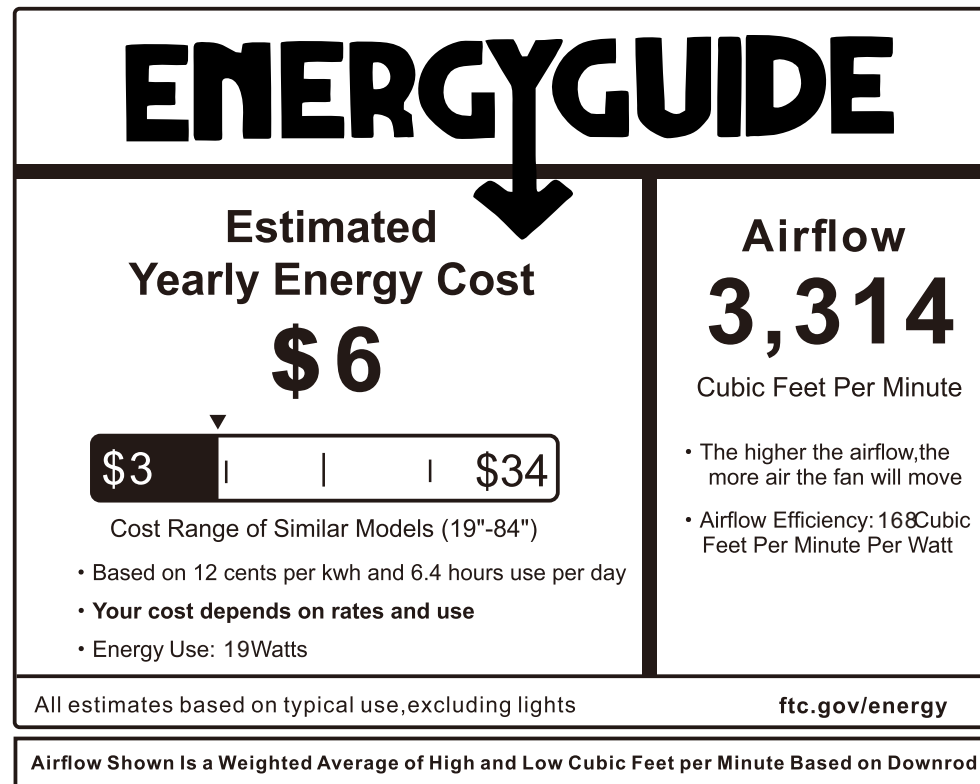 ENERGYGUIDE
Estimated
Yearly Energy Cost
$6
$3 $34
Cost Range of Similar Models (19"-84")
• Based on 12 cents per kwh and 6.4 hours use per day
• Your cost depends on rates and use
• Energy Use: 19Watts
Airflow
3,314
Cubic Feet Per Minute
• The higher the airflow,the
more air the fan will move
• Airflow Efficiency: 168Cubic
Feet Per Minute Per Watt
All estimates based on typical use,excluding lights
ftc.gov/energy
Airflow Shown Is a Weighted Average of High and Low Cubic Feet per Minute Based on Downrod